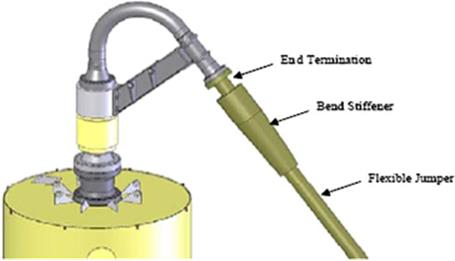 End Termination
Bend Stiffener
Flexible Jumper